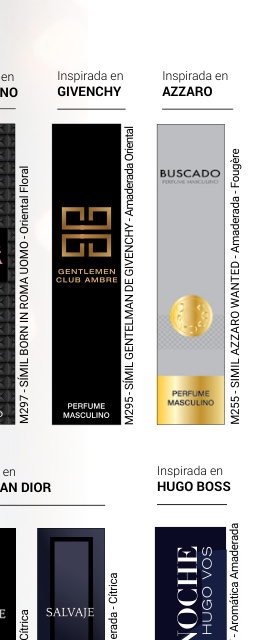 en
NO
Inspirada en
GIVENCHY
Inspirada en
AZZARO
M297 - SÍMIL BORN IN ROMA UOMO - Oriental Floral
GENTLEMEN
CLUB AMBRE
PERFUME
MASCULINO
M295 - SÍMIL GENTELMAN DE GIVENCHY - Amaderada Oriental
BUSCADO
PERFUME MASCULINO
PERFUME
MASCULINO
M255 - SIMIL AZZARO WANTED - Amaderada - Fougère
en
AN DIOR
Inspirada en
HUGO BOSS
Cítrica
SALVAJE
erada - Cítrica
NOCHE
HUGO VOS
- Aromática Amaderada